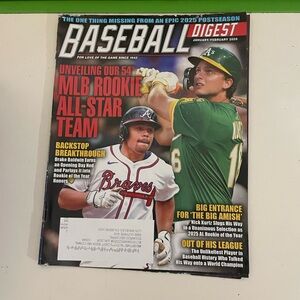 THE ONE THING MISSING FROM AN EPIC 2025 POSTSEASON
BASEBALL
DIGEST
JANUARY/FEBRUARY 2026
FOR LOVE OF THE GAME SINCE 1942
UNVEILING OUR 54TH
MLB ROOKIE
ALL-STAR
TEAM
BACKSTOP
BREAKTHROUGH
Drake Baldwin Earns
an Opening Day Nod
and Parlays it Into
Rookie of the Year
Honors
Braves
BIG ENTRANCE
FOR 'THE BIG AMISH'
Nick Kurtz Slugs His Way
to a Unanimous Selection as
2025 AL Rookie of the Year
OUT OF HIS LEAGUE
The Unlikeliest Player in
Baseball History Who Talked
His Way onto a World Champion